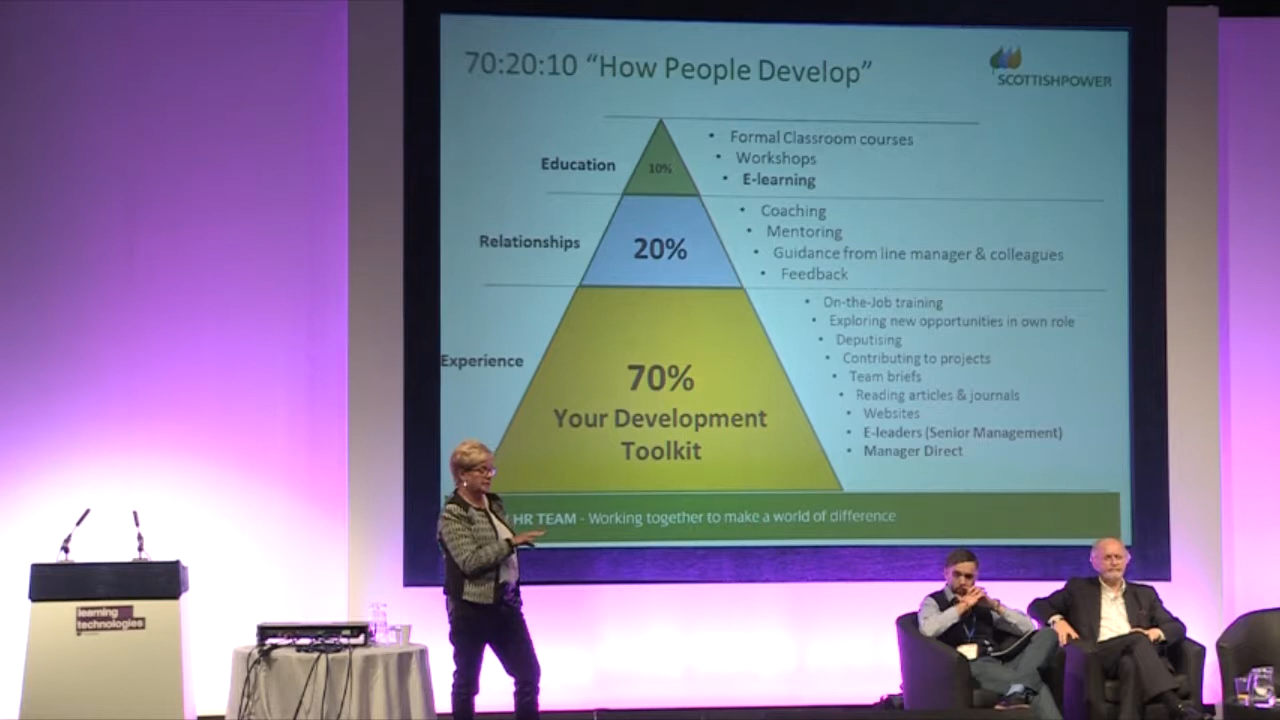 70:20:10 “How People Develop”
SCOTTISHPOWER
Education
10%
• Formal Classroom courses
• Workshops
• E-learning
Relationships
20%
• Coaching
• Mentoring
• Guidance from line manager & colleagues
• Feedback
Experience
70%
Your Development
Toolkit
• On-the-Job training
• Exploring new opportunities in own role
• Deputising
• Contributing to projects
• Team briefs
• Reading articles & journals
• Websites
• E-leaders (Senior Management)
• Manager Direct
HR TEAM - Working together to make a world of difference
learning
technologies